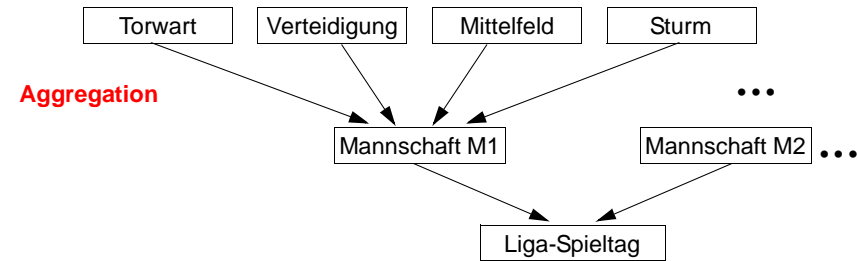 Torwart Verteidigung Mittelfeld Sturm
Aggregation
...
Mannschaft M1 Mannschaft M2 ...
Liga-Spieltag